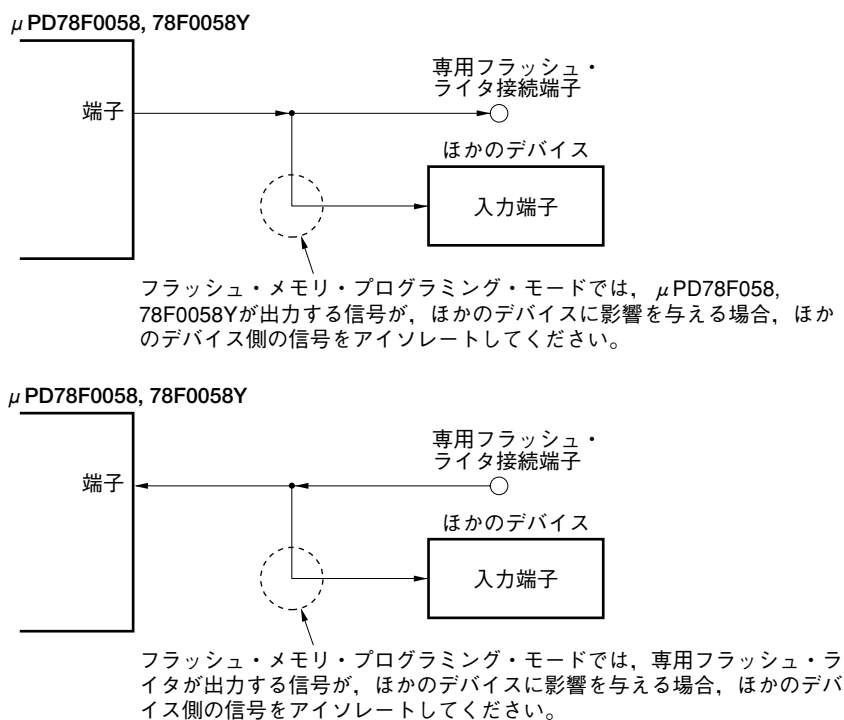 μPD78F0058, 78F0058Y
専用フラッシュ・
ライタ接続端子
端子
ほかのデバイス
入力端子
フラッシュ・メモリ・プログラミング・モードでは，μPD78F058,
78F0058Yが出力する信号が，ほかのデバイスに影響を与える場合，ほか
のデバイス側の信号をアイソレートしてください。
μPD78F0058, 78F0058Y
専用フラッシュ・
ライタ接続端子
端子
ほかのデバイス
入力端子
フラッシュ・メモリ・プログラミング・モードでは，専用フラッシュ・ラ
イタが出力する信号が，ほかのデバイスに影響を与える場合，ほかのデバ
イス側の信号をアイソレートしてください。